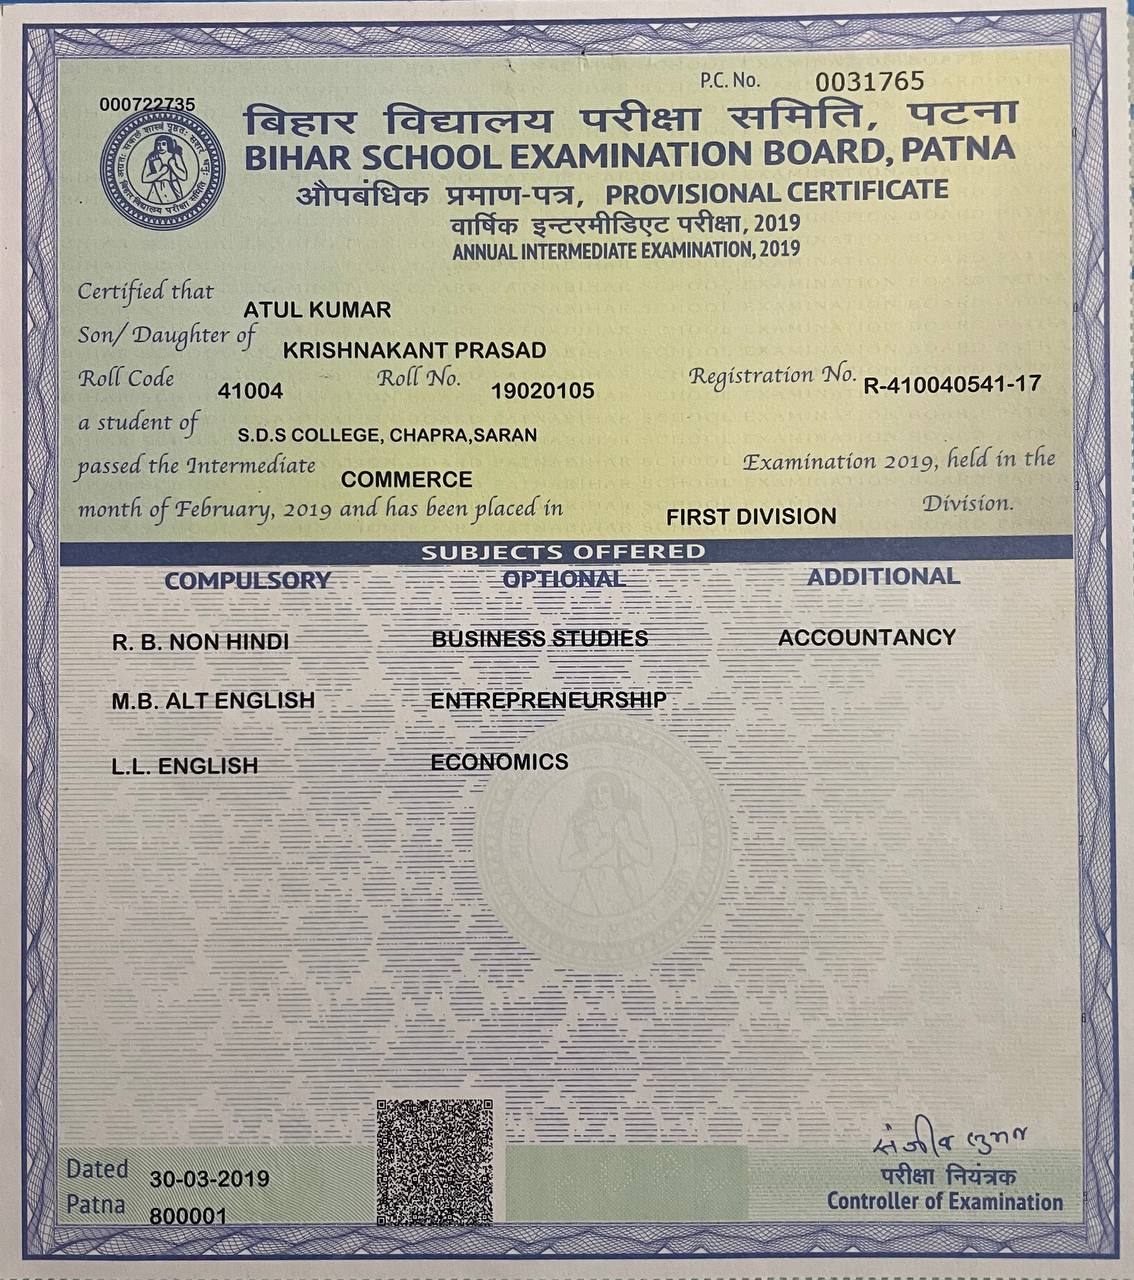 P.C. No. 0031765
000722735
बिहार विद्यालय परीक्षा समिति, पटना
BIHAR SCHOOL EXAMINATION BOARD, PATNA
औपबंधिक प्रमाण-पत्र, PROVISIONAL CERTIFICATE
वार्षिक इन्टरमीडिएट परीक्षा, 2019
ANNUAL INTERMEDIATE EXAMINATION, 2019
Certified that ATUL KUMAR
Son/ Daughter of KRISHNAKANT PRASAD
Roll Code 41004 Roll No. 19020105 Registration No. R-410040541-17
a student of S.D.S COLLEGE, CHAPRA,SARAN
passed the Intermediate COMMERCE Examination 2019, held in the
month of February, 2019 and has been placed in FIRST DIVISION Division.
SUBJECTS OFFERED
COMPULSORY OPTIONAL ADDITIONAL
R. B. NON HINDI BUSINESS STUDIES ACCOUNTANCY
M.B. ALT ENGLISH ENTREPRENEURSHIP
L.L. ENGLISH ECONOMICS
संजीव कुमार
Dated 30-03-2019
परीक्षा नियंत्रक
Patna 800001
Controller of Examination